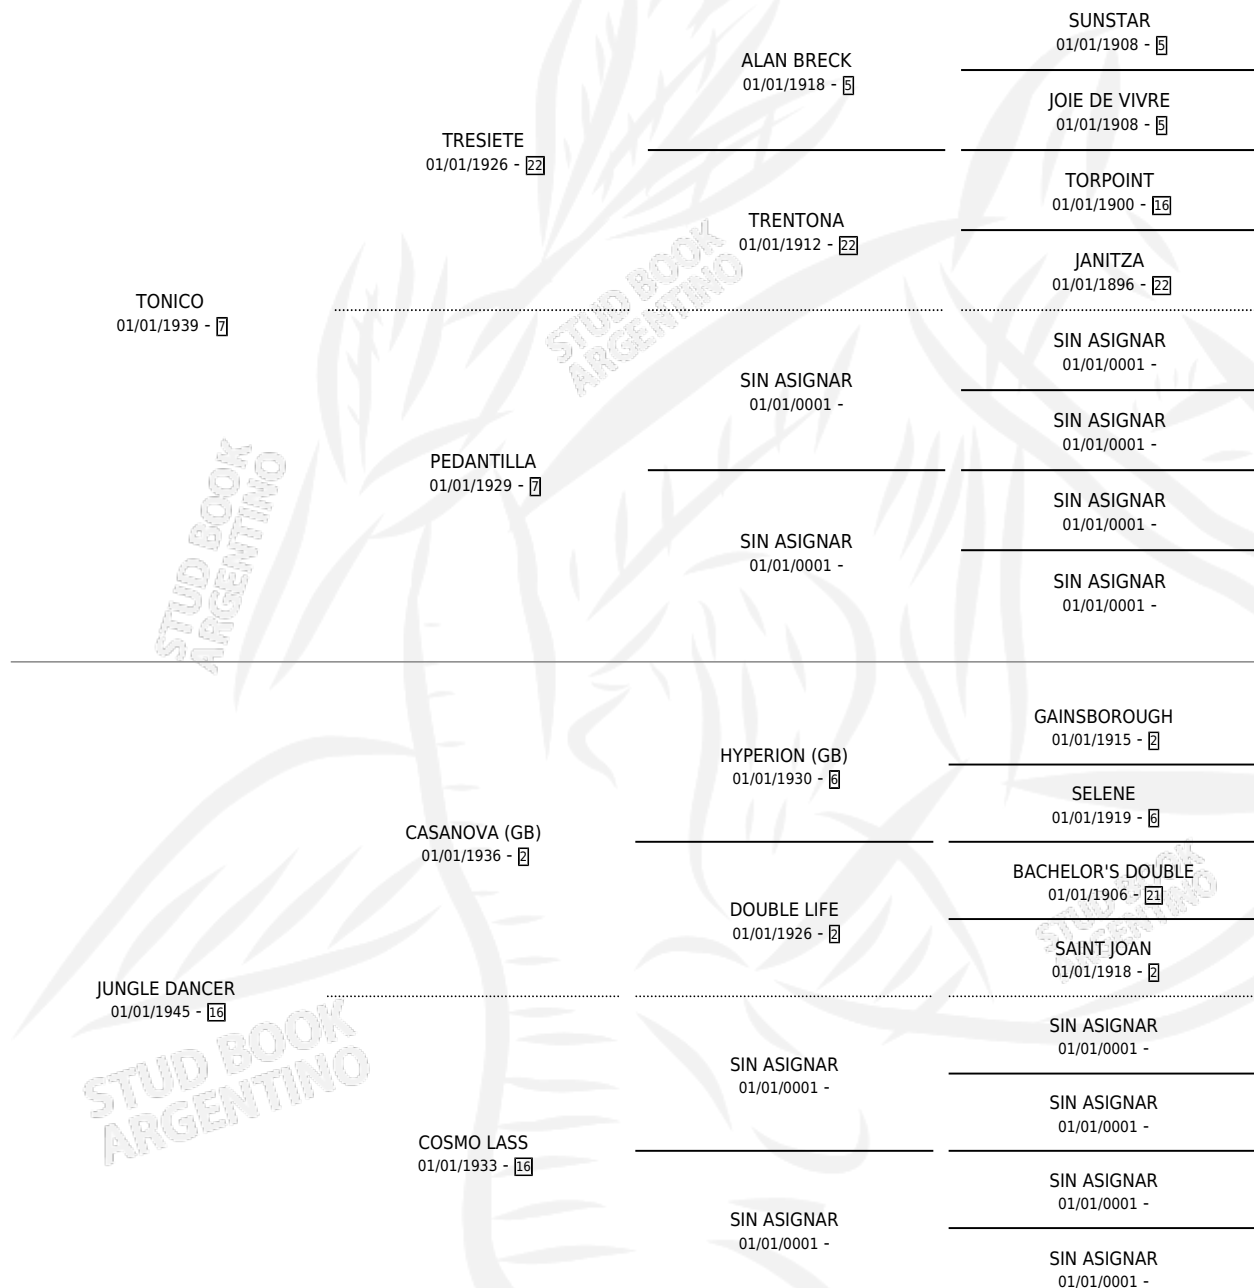 SUNSTAR
01/01/1908 - 5
ALAN BRECK
01/01/1918 - 5
JOIE DE VIVRE
01/01/1908 - 5
TRESIETE
01/01/1926 - 22
TORPOINT
01/01/1900 - 16
TRENTONA
01/01/1912 - 22
JANITZA
01/01/1896 - 22
TONICO
01/01/1939 - 7
SIN ASIGNAR
01/01/0001 -
SIN ASIGNAR
01/01/0001 -
SIN ASIGNAR
01/01/0001 -
PEDANTILLA
01/01/1929 - 7
SIN ASIGNAR
01/01/0001 -
SIN ASIGNAR
01/01/0001 -
SIN ASIGNAR
01/01/0001 -
STUD BOOK
ARGENTINO
STUD BOOK
ARGENTINO
GAINSBOROUGH
01/01/1915 - 2
HYPERION (GB)
01/01/1930 - 6
SELENE
01/01/1919 - 6
CASANOVA (GB)
01/01/1936 - 2
BACHELOR'S DOUBLE
01/01/1906 - 21
DOUBLE LIFE
01/01/1926 - 2
SAINT JOAN
01/01/1918 - 2
STUD BOOK
ARGENTINO
JUNGLE DANCER
01/01/1945 - 16
STUD BOOK
ARGENTINO
SIN ASIGNAR
01/01/0001 -
SIN ASIGNAR
01/01/0001 -
SIN ASIGNAR
01/01/0001 -
COSMO LASS
01/01/1933 - 16
SIN ASIGNAR
01/01/0001 -
SIN ASIGNAR
01/01/0001 -
SIN ASIGNAR
01/01/0001 -